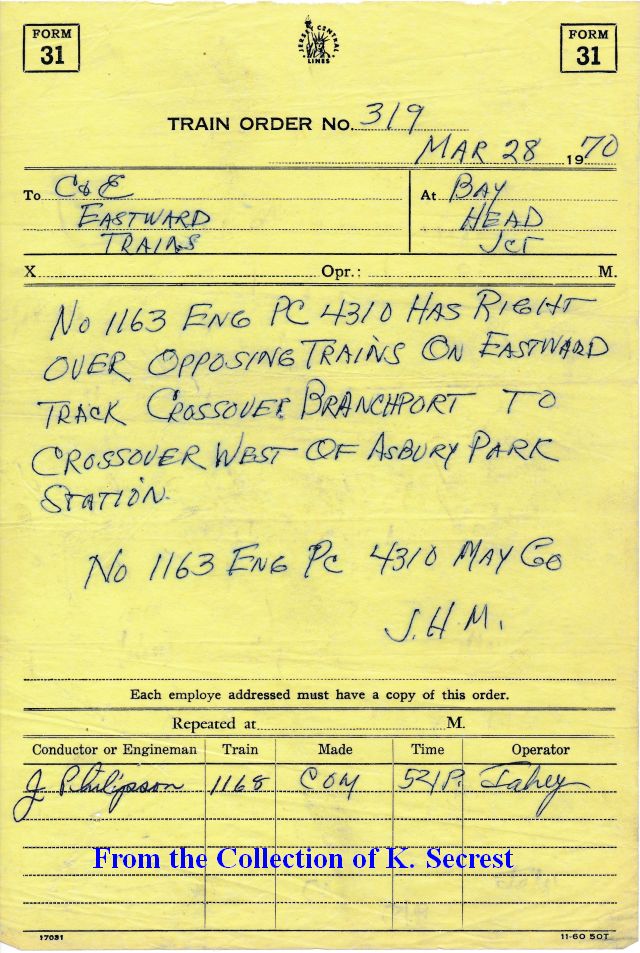 FORM 31
JERSEY CENTRAL LINES
FORM 31
TRAIN ORDER No. 319
MAR 28 1970
To C&E
EASTWARD
TRAINS
At BAY
HEAD
JCT
X Opr.: M.
No 1163 ENG PC 4310 HAS RIGHT
OVER OPPOSING TRAINS ON EASTWARD
TRACK CROSSOVER BRANCHPORT TO
CROSSOVER WEST OF ASBURY PARK
STATION.
No 1163 ENG PC 4310 MAY GO
J.H.M.
Each employe addressed must have a copy of this order.
Repeated at M.
Conductor or Engineman Train Made Time Operator
J Philipson 1168 COM 521P. Fahey
From the Collection of K. Secrest
17031 11-60 50T